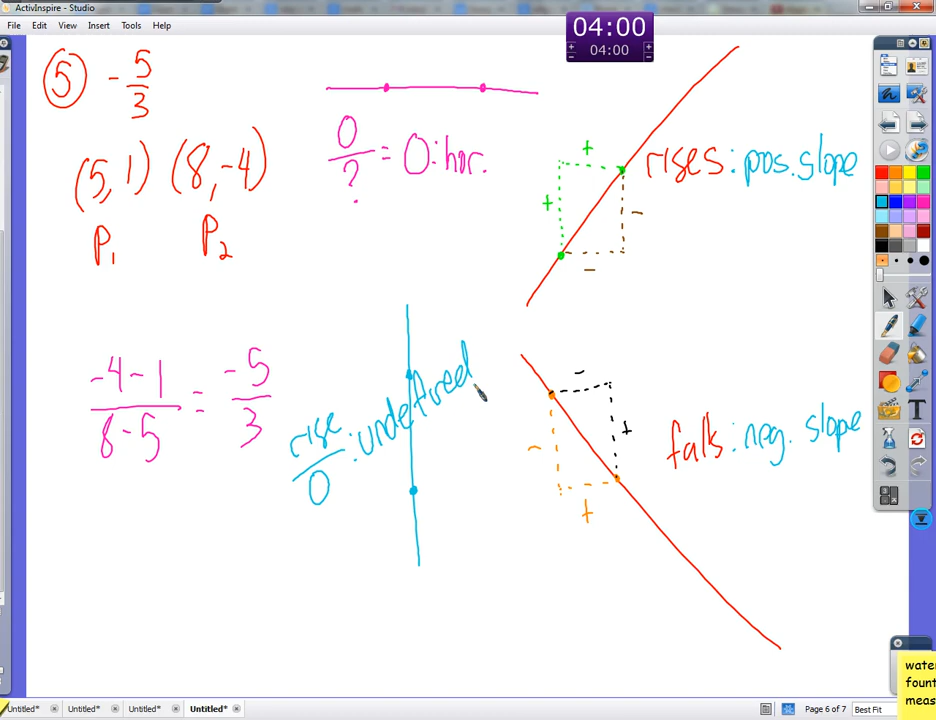 ActivInspire - Studio
File Edit View Insert Tools Help
04:00
04:00
5 - 5/3
(5,1) (8,-4)
P1 P2
0/? = 0: hor.
+
+
-
-
rises: pos. slope
-4-1/8-5 = -5/3
rise/0 : undefined
-
+
-
+
falls: neg. slope
T
water
fount
meas
Untitled* Untitled* Untitled* Untitled* Page 6 of 7 Best Fit